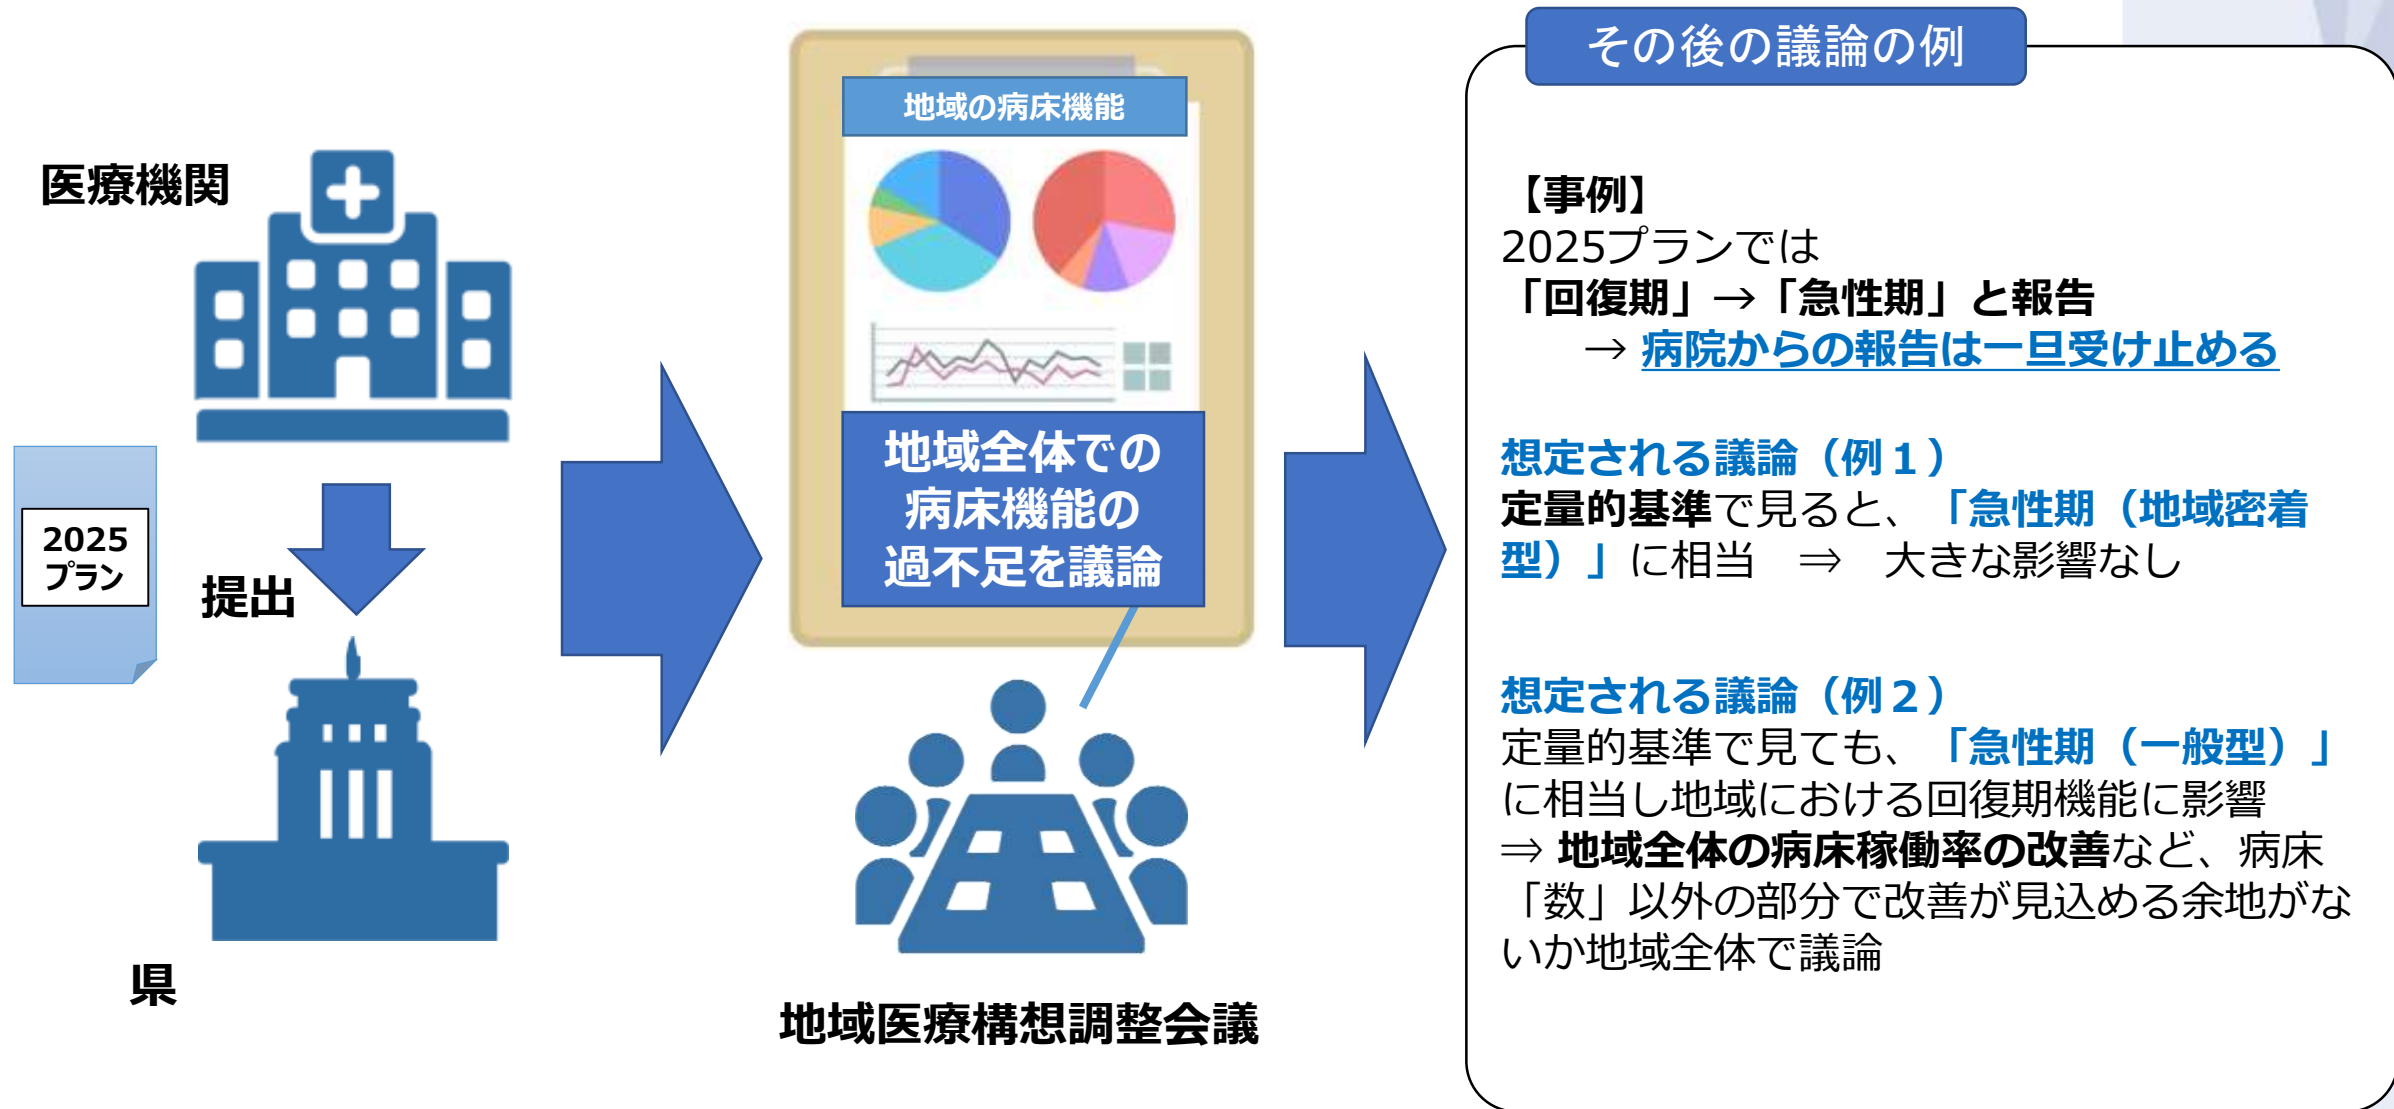 医療機関
2025
プラン
提出
県
地域の病床機能
地域全体での
病床機能の
過不足を議論
地域医療構想調整会議
その後の議論の例
【事例】
2025プランでは
「回復期」→「急性期」と報告
→ 病院からの報告は一旦受け止める
想定される議論（例１）
定量的基準で見ると、「急性期（地域密着
型）」に相当　⇒　大きな影響なし
想定される議論（例２）
定量的基準で見ても、「急性期（一般型）」
に相当し地域における回復期機能に影響
⇒ 地域全体の病床稼働率の改善など、病床
「数」以外の部分で改善が見込める余地がな
いか地域全体で議論